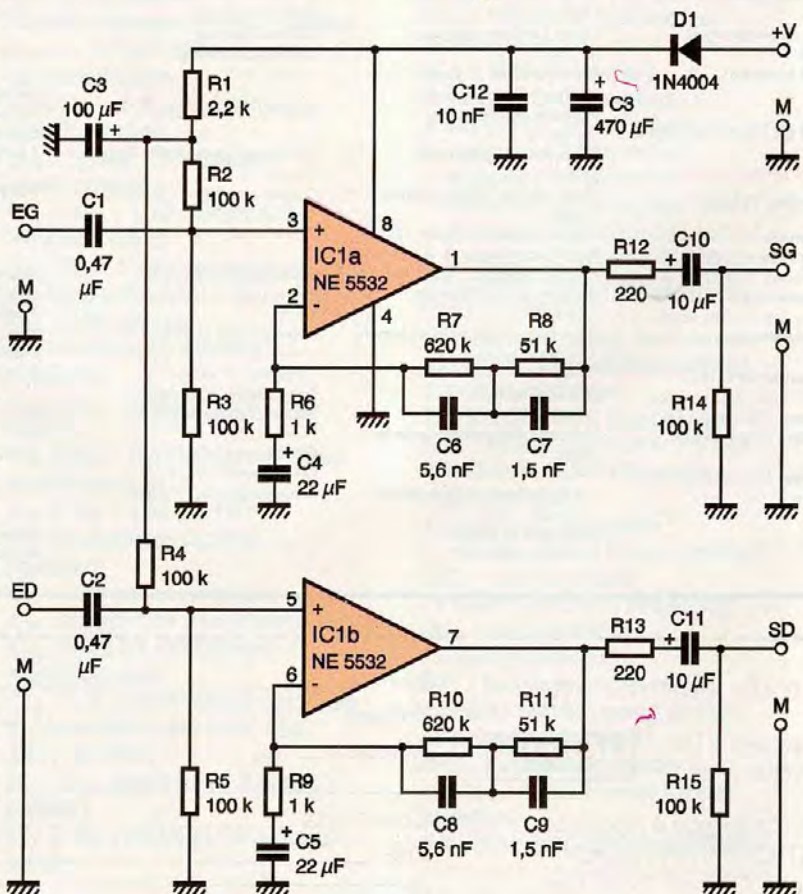 D1
+V
1N4004
C3
100 µF
+
R1
2,2 k
C12
10 nF
+
C3
470 µF
M
R2
100 k
EG
C1
0,47
µF
3
+
8
IC1a
NE 5532
1
R12
220
+
C10
10 µF
SG
M
2
-
4
M
R7
620 k
R8
51 k
R3
100 k
R6
1 k
C6
5,6 nF
C7
1,5 nF
R14
100 k
+
C4
22 µF
R4
100 k
ED
C2
0,47
µF
5
+
IC1b
NE 5532
7
R13
220
+
C11
10 µF
SD
M
6
-
M
R10
620 k
R11
51 k
R5
100 k
R9
1 k
C8
5,6 nF
C9
1,5 nF
R15
100 k
+
C5
22 µF